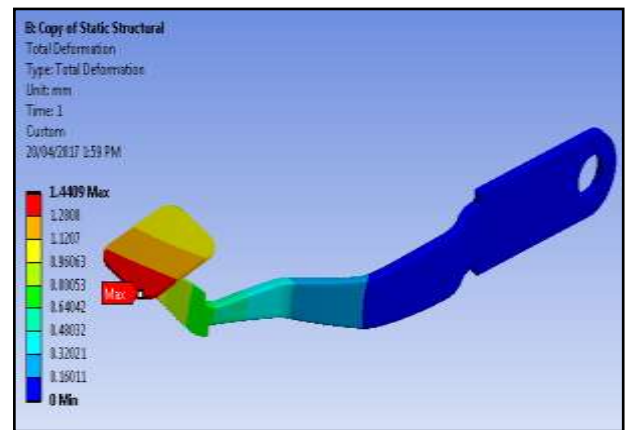 B: Copy of Static Structural
Total Deformation
Type: Total Deformation
Unit: mm
Time: 1
Custom
20/04/2017 1:59 PM
1.4409 Max
1.2808
1.1207
0.96063
0.80053
0.64042
0.48032
0.32021
0.16011
0 Min
Max